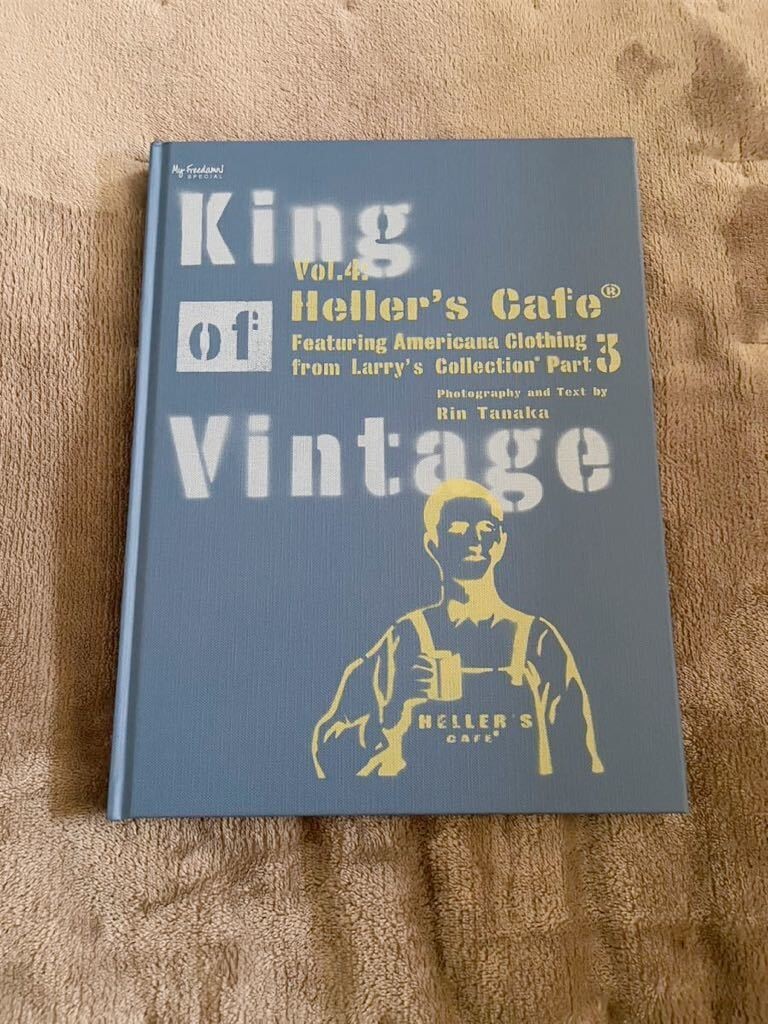 My Freedamn!
SPECIAL
King
Vol.4:
of
Heller's Cafe®
Featuring Americana Clothing
from Larry's Collection® Part 3
Photography and Text by
Rin Tanaka
Vintage
HELLER'S
CAFE®